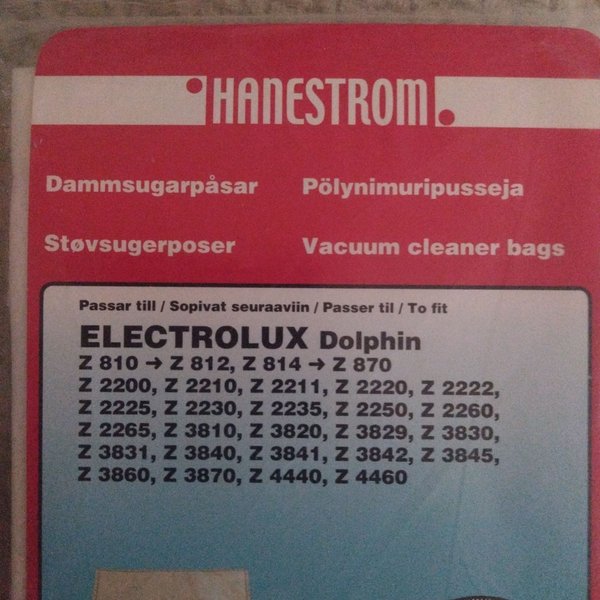 HANESTROM
Dammsugarpåsar Pölynimuripusseja
Støvsugerposer Vacuum cleaner bags
Passar till / Sopivat seuraaviin / Passer til / To fit
ELECTROLUX Dolphin
Z 810 → Z 812, Z 814 → Z 870
Z 2200, Z 2210, Z 2211, Z 2220, Z 2222,
Z 2225, Z 2230, Z 2235, Z 2250, Z 2260,
Z 2265, Z 3810, Z 3820, Z 3829, Z 3830,
Z 3831, Z 3840, Z 3841, Z 3842, Z 3845,
Z 3860, Z 3870, Z 4440, Z 4460